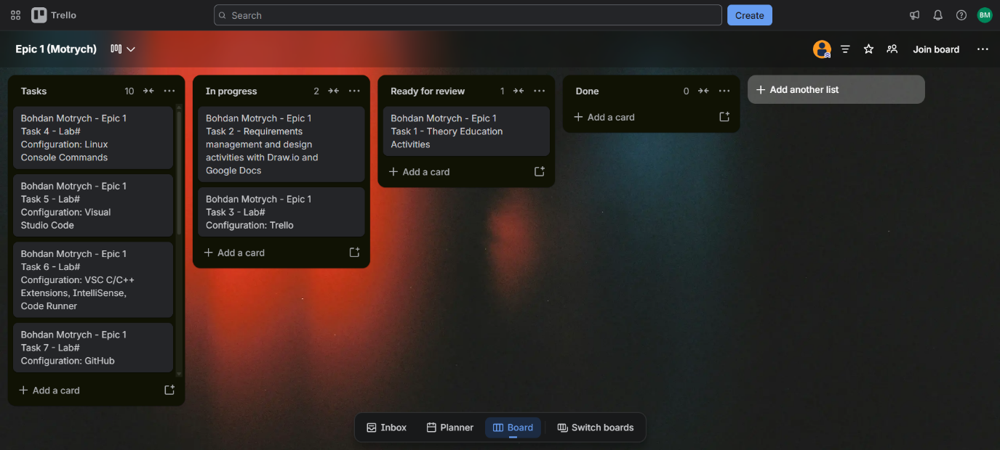 Trello
Search
Create
BM
Epic 1 (Motrych)
Join board
Tasks 10
Bohdan Motrych - Epic 1
Task 4 - Lab#
Configuration: Linux
Console Commands
Bohdan Motrych - Epic 1
Task 5 - Lab#
Configuration: Visual
Studio Code
Bohdan Motrych - Epic 1
Task 6 - Lab#
Configuration: VSC C/C++
Extensions, IntelliSense,
Code Runner
Bohdan Motrych - Epic 1
Task 7 - Lab#
Configuration: GitHub
+ Add a card
In progress 2
Bohdan Motrych - Epic 1
Task 2 - Requirements
management and design
activities with Draw.io and
Google Docs
Bohdan Motrych - Epic 1
Task 3 - Lab#
Configuration: Trello
+ Add a card
Ready for review 1
Bohdan Motrych - Epic 1
Task 1 - Theory Education
Activities
+ Add a card
Done 0
+ Add a card
+ Add another list
Inbox
Planner
Board
Switch boards